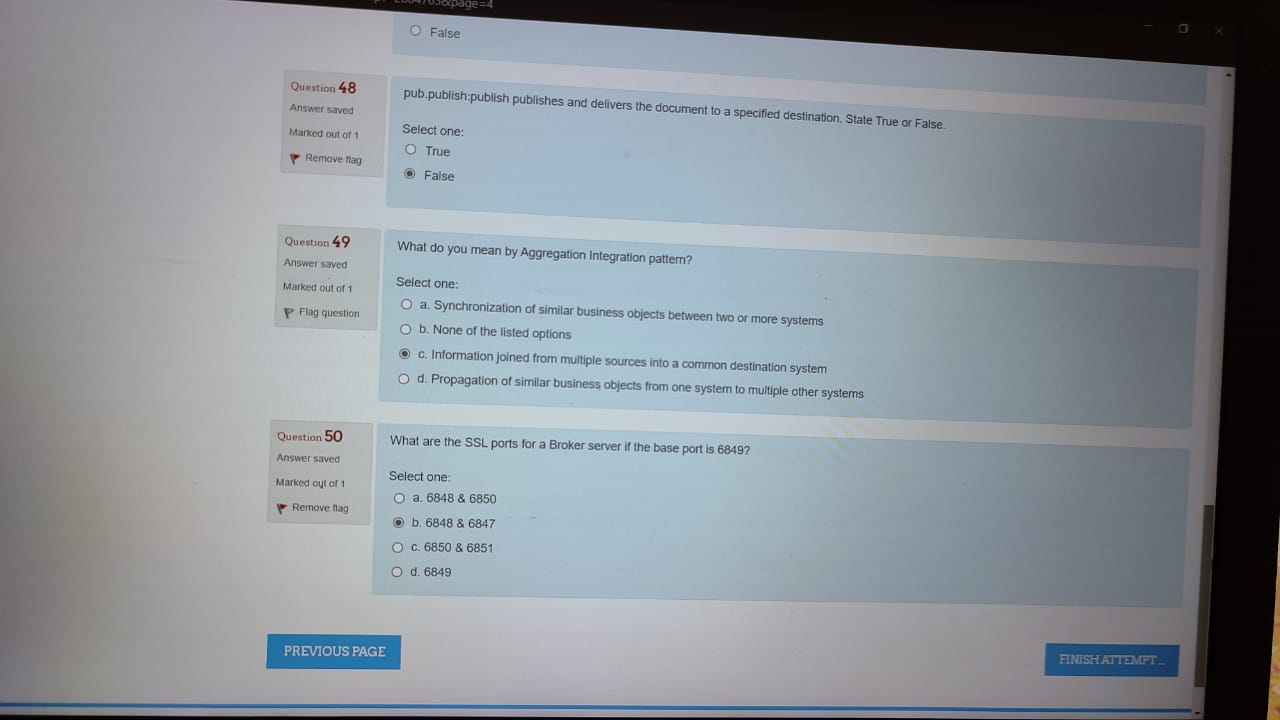 page=4
False
Question 48
Answer saved
Marked out of 1
Remove flag
pub.publish:publish publishes and delivers the document to a specified destination. State True or False.
Select one:
True
False
Question 49
Answer saved
Marked out of 1
Flag question
What do you mean by Aggregation Integration pattern?
Select one:
a. Synchronization of similar business objects between two or more systems
b. None of the listed options
c. Information joined from multiple sources into a common destination system
d. Propagation of similar business objects from one system to multiple other systems
Question 50
Answer saved
Marked out of 1
Remove flag
What are the SSL ports for a Broker server if the base port is 6849?
Select one:
a. 6848 & 6850
b. 6848 & 6847
c. 6850 & 6851
d. 6849
PREVIOUS PAGE
FINISH ATTEMPT...